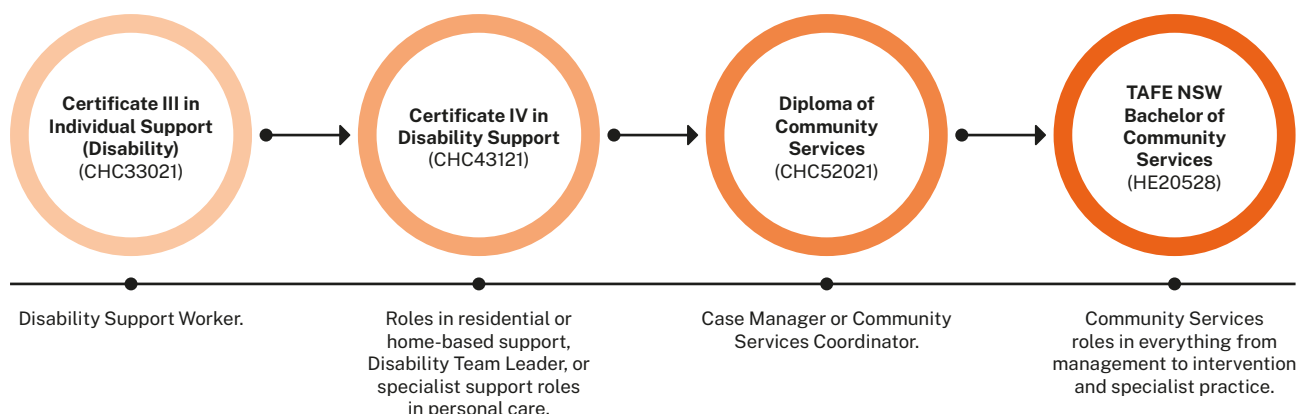 Certificate III in
Individual Support
(Disability)
(CHC33021)
Certificate IV in
Disability Support
(CHC43121)
Diploma of
Community
Services
(CHC52021)
TAFE NSW
Bachelor of
Community
Services
(HE20528)
Disability Support Worker.
Roles in residential or
home-based support,
Disability Team Leader, or
specialist support roles
in personal care.
Case Manager or Community
Services Coordinator.
Community Services
roles in everything from
management to intervention
and specialist practice.